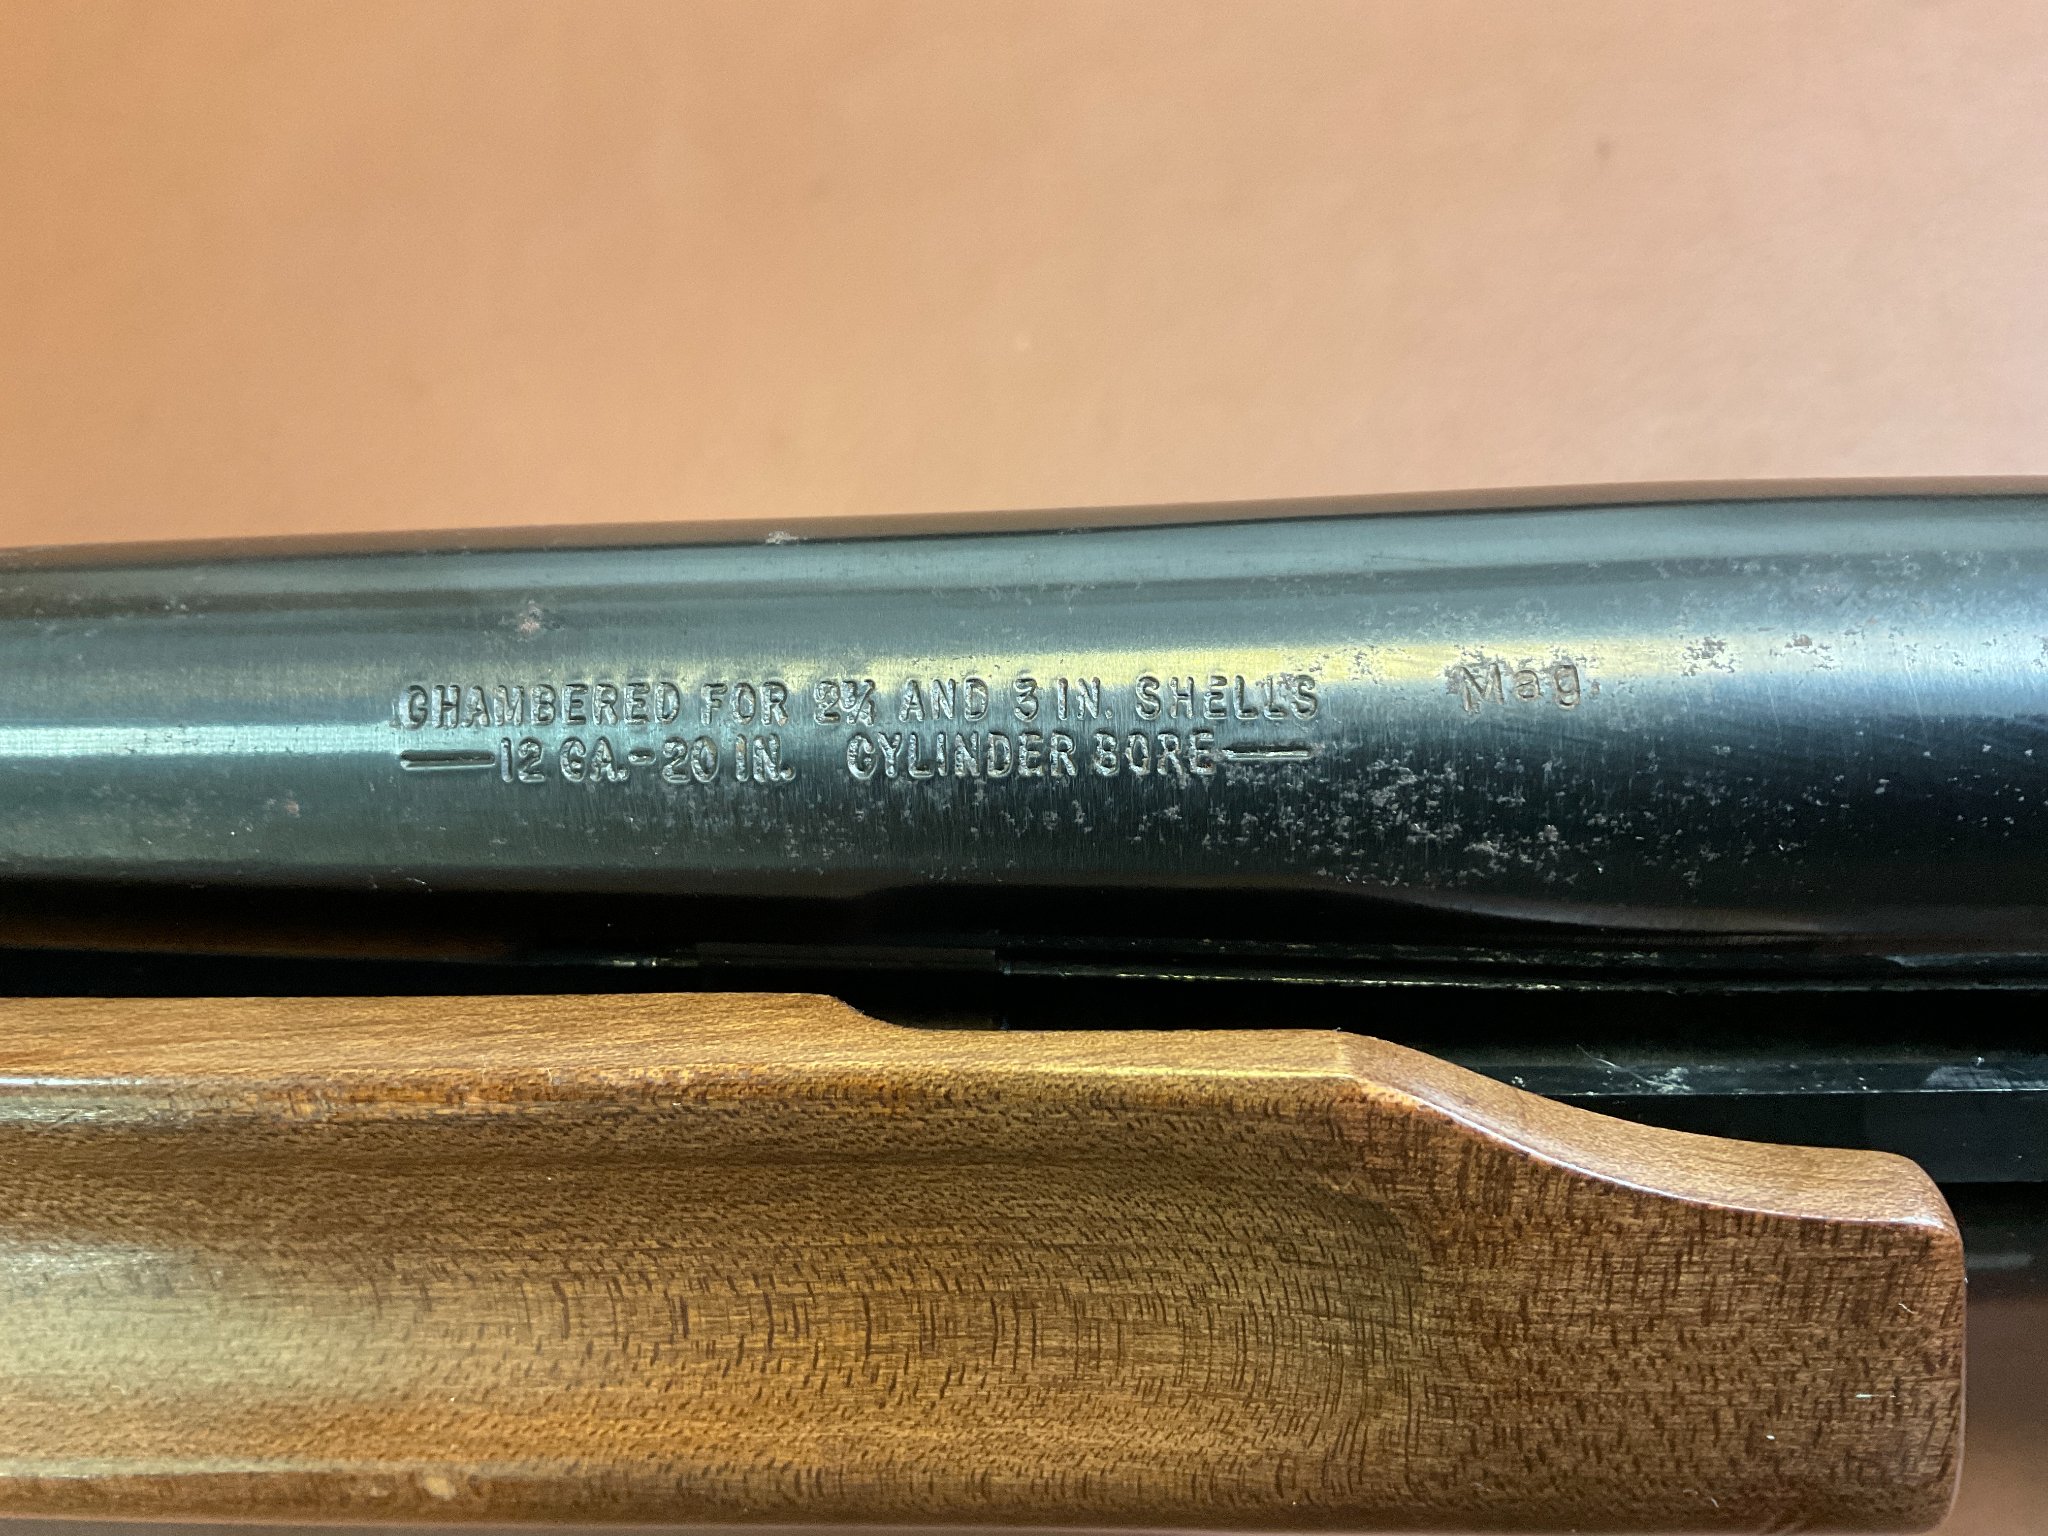 CHAMBERED FOR 2¾ AND 3 IN. SHELLS Mag.
—12 GA.-20 IN. CYLINDER BORE—